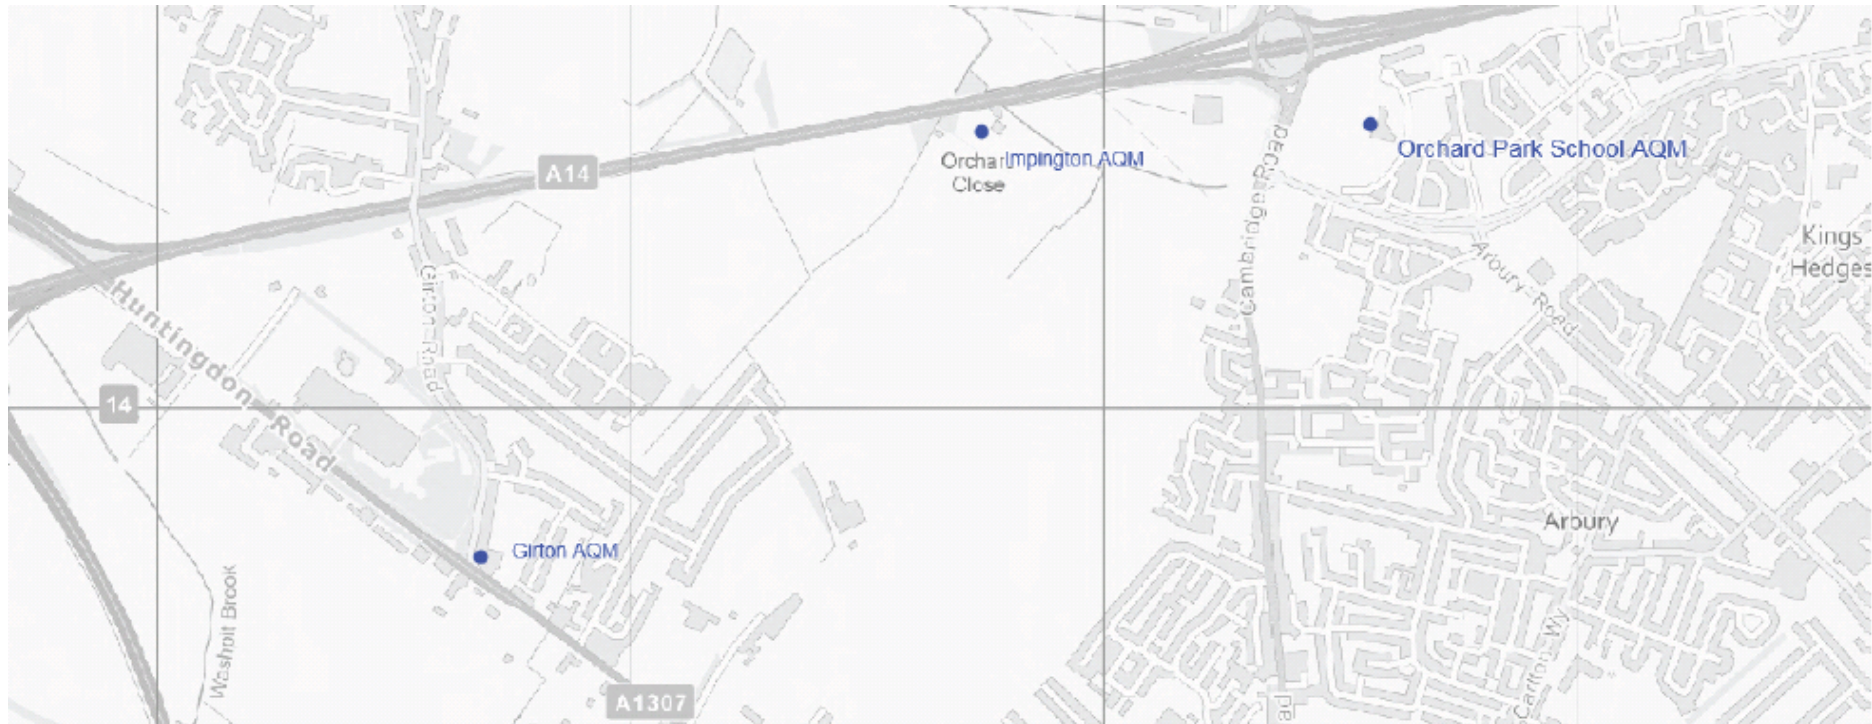 A14
Orchar
Impington AQM
Close
Orchard Park School AQM
Cambridge Road
Kings
Hedges
Arbury Road
Girton Road
Huntingdon Road
14
Arbury
Girton AQM
Washpit Brook
Carlton Wy
A1307
ad